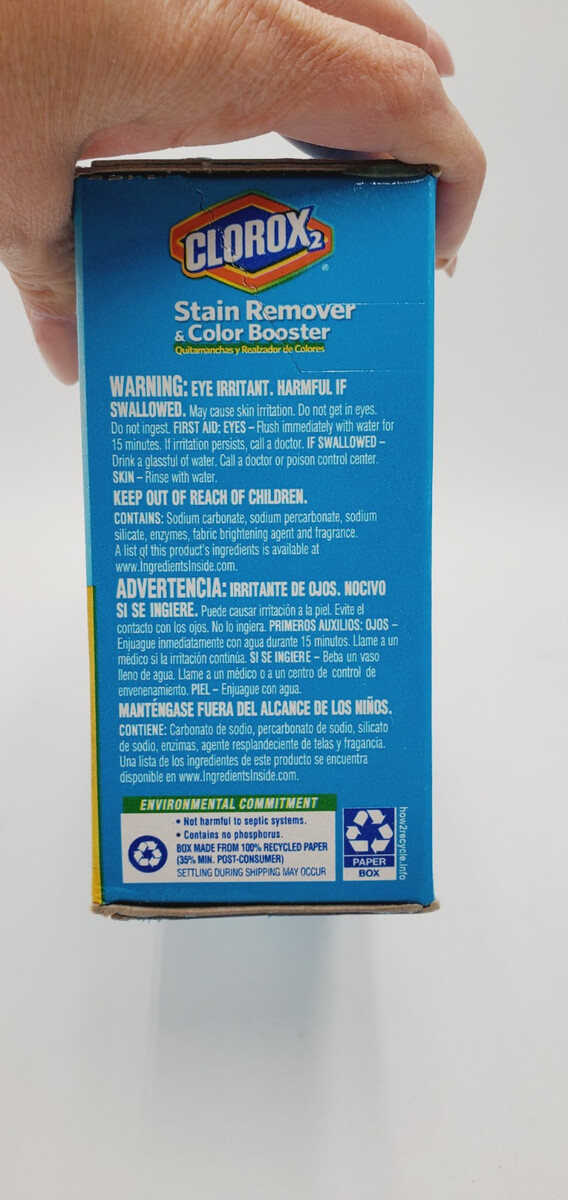 CLOROX2®
Stain Remover
& Color Booster
Quitamanchas y Realzador de Colores
WARNING: EYE IRRITANT. HARMFUL IF
SWALLOWED. May cause skin irritation. Do not get in eyes.
Do not ingest. FIRST AID: EYES – Flush immediately with water for
15 minutes. If irritation persists, call a doctor. IF SWALLOWED –
Drink a glassful of water. Call a doctor or poison control center.
SKIN – Rinse with water.
KEEP OUT OF REACH OF CHILDREN.
CONTAINS: Sodium carbonate, sodium percarbonate, sodium
silicate, enzymes, fabric brightening agent and fragrance.
A list of this product's ingredients is available at
www.IngredientsInside.com.
ADVERTENCIA: IRRITANTE DE OJOS. NOCIVO
SI SE INGIERE. Puede causar irritación a la piel. Evite el
contacto con los ojos. No lo ingiera. PRIMEROS AUXILIOS: OJOS –
Enjuague inmediatamente con agua durante 15 minutos. Llame a un
médico si la irritación continúa. SI SE INGIERE – Beba un vaso
lleno de agua. Llame a un médico o a un centro de control de
envenenamiento. PIEL – Enjuague con agua.
MANTÉNGASE FUERA DEL ALCANCE DE LOS NIÑOS.
CONTIENE: Carbonato de sodio, percarbonato de sodio, silicato
de sodio, enzimas, agente resplandeciente de telas y fragancia.
Una lista de los ingredientes de este producto se encuentra
disponible en www.IngredientsInside.com.
ENVIRONMENTAL COMMITMENT
• Not harmful to septic systems.
• Contains no phosphorus.
BOX MADE FROM 100% RECYCLED PAPER
(35% MIN. POST-CONSUMER)
SETTLING DURING SHIPPING MAY OCCUR
PAPER
BOX
how2recycle.info